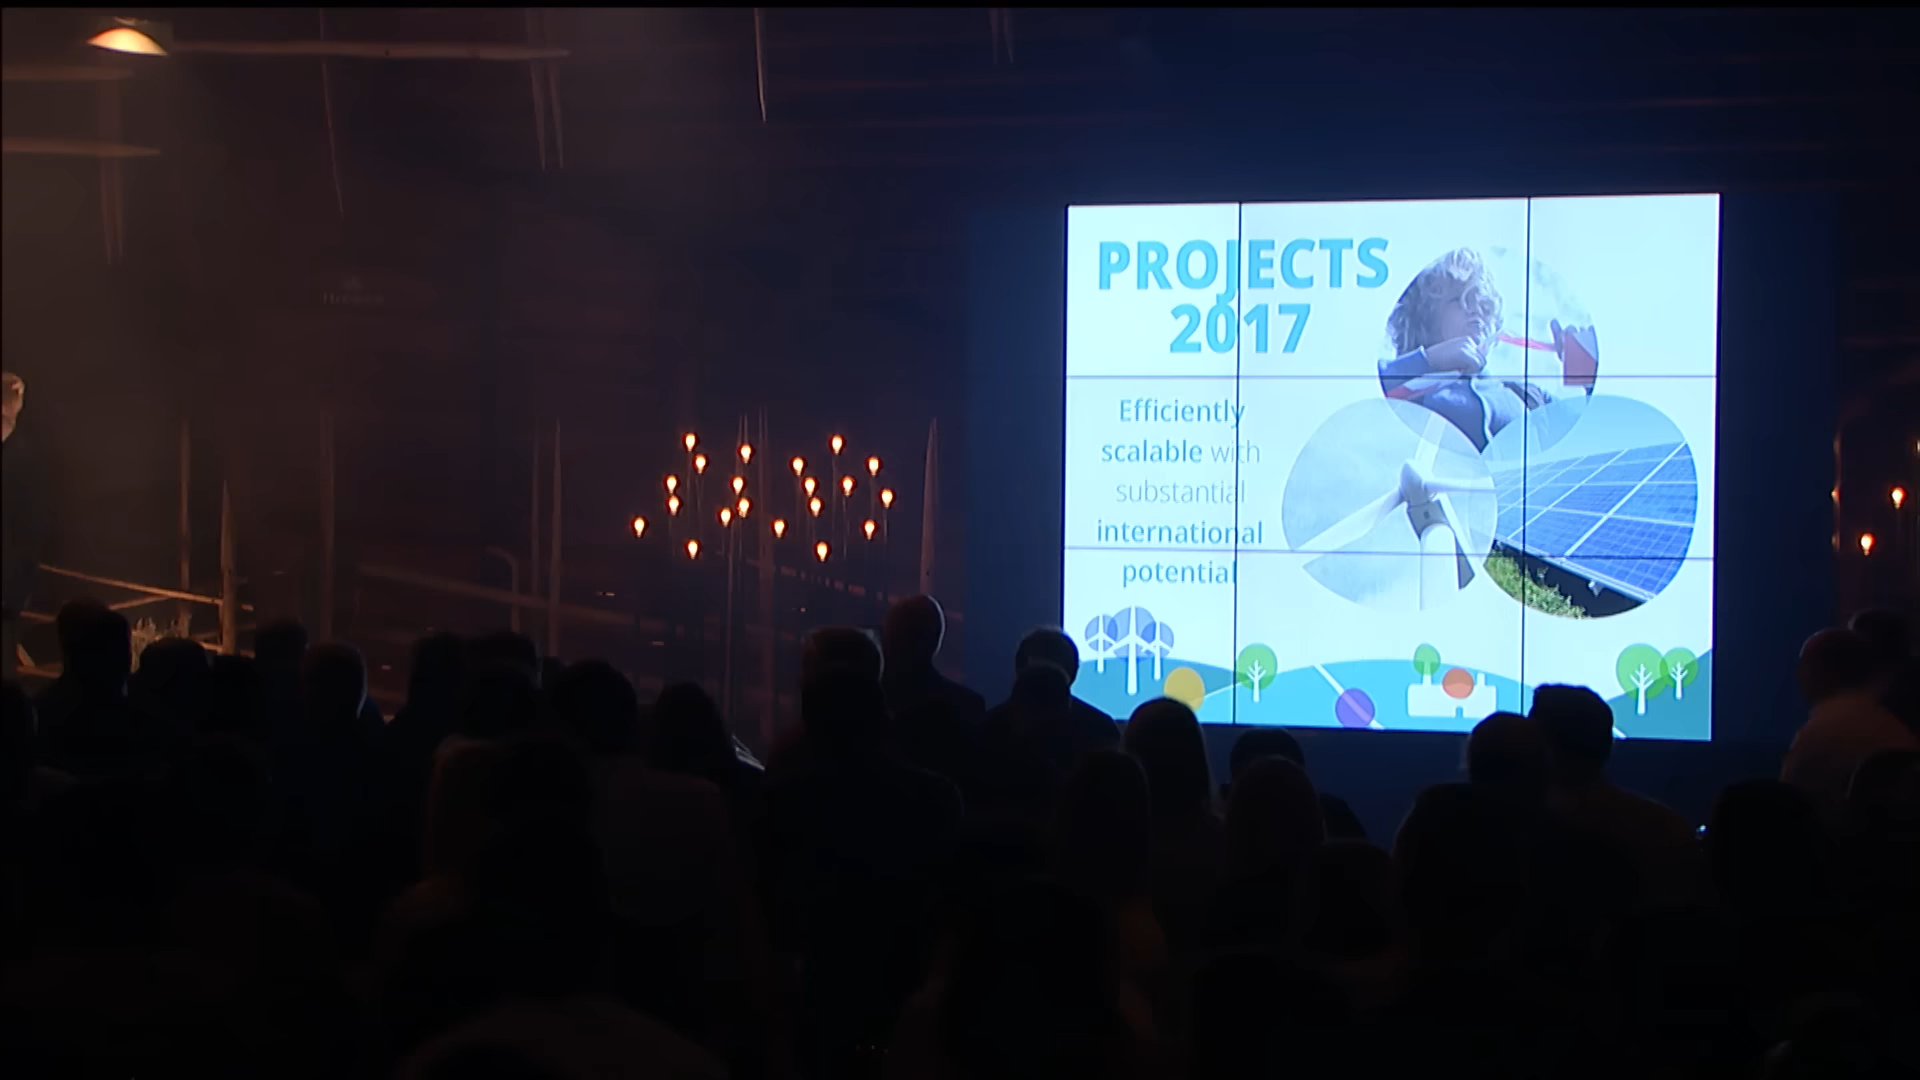 PROJECTS
2017
Efficiently
scalable with
substantial
international
potential